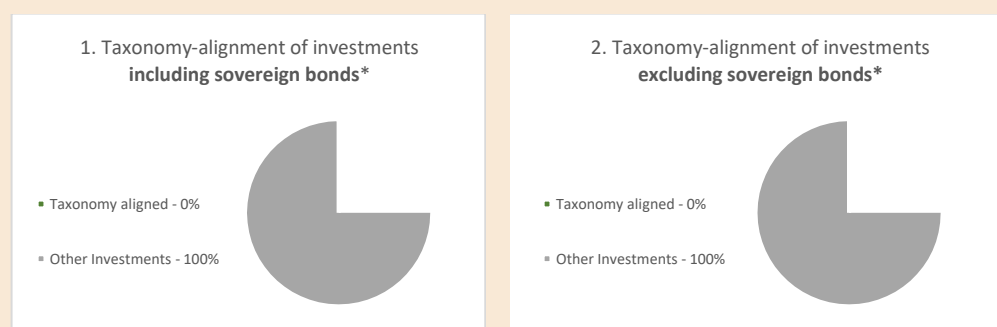 1. Taxonomy-alignment of investments
including sovereign bonds*
Taxonomy aligned - 0%
Other Investments - 100%
2. Taxonomy-alignment of investments
excluding sovereign bonds*
Taxonomy aligned - 0%
Other Investments - 100%